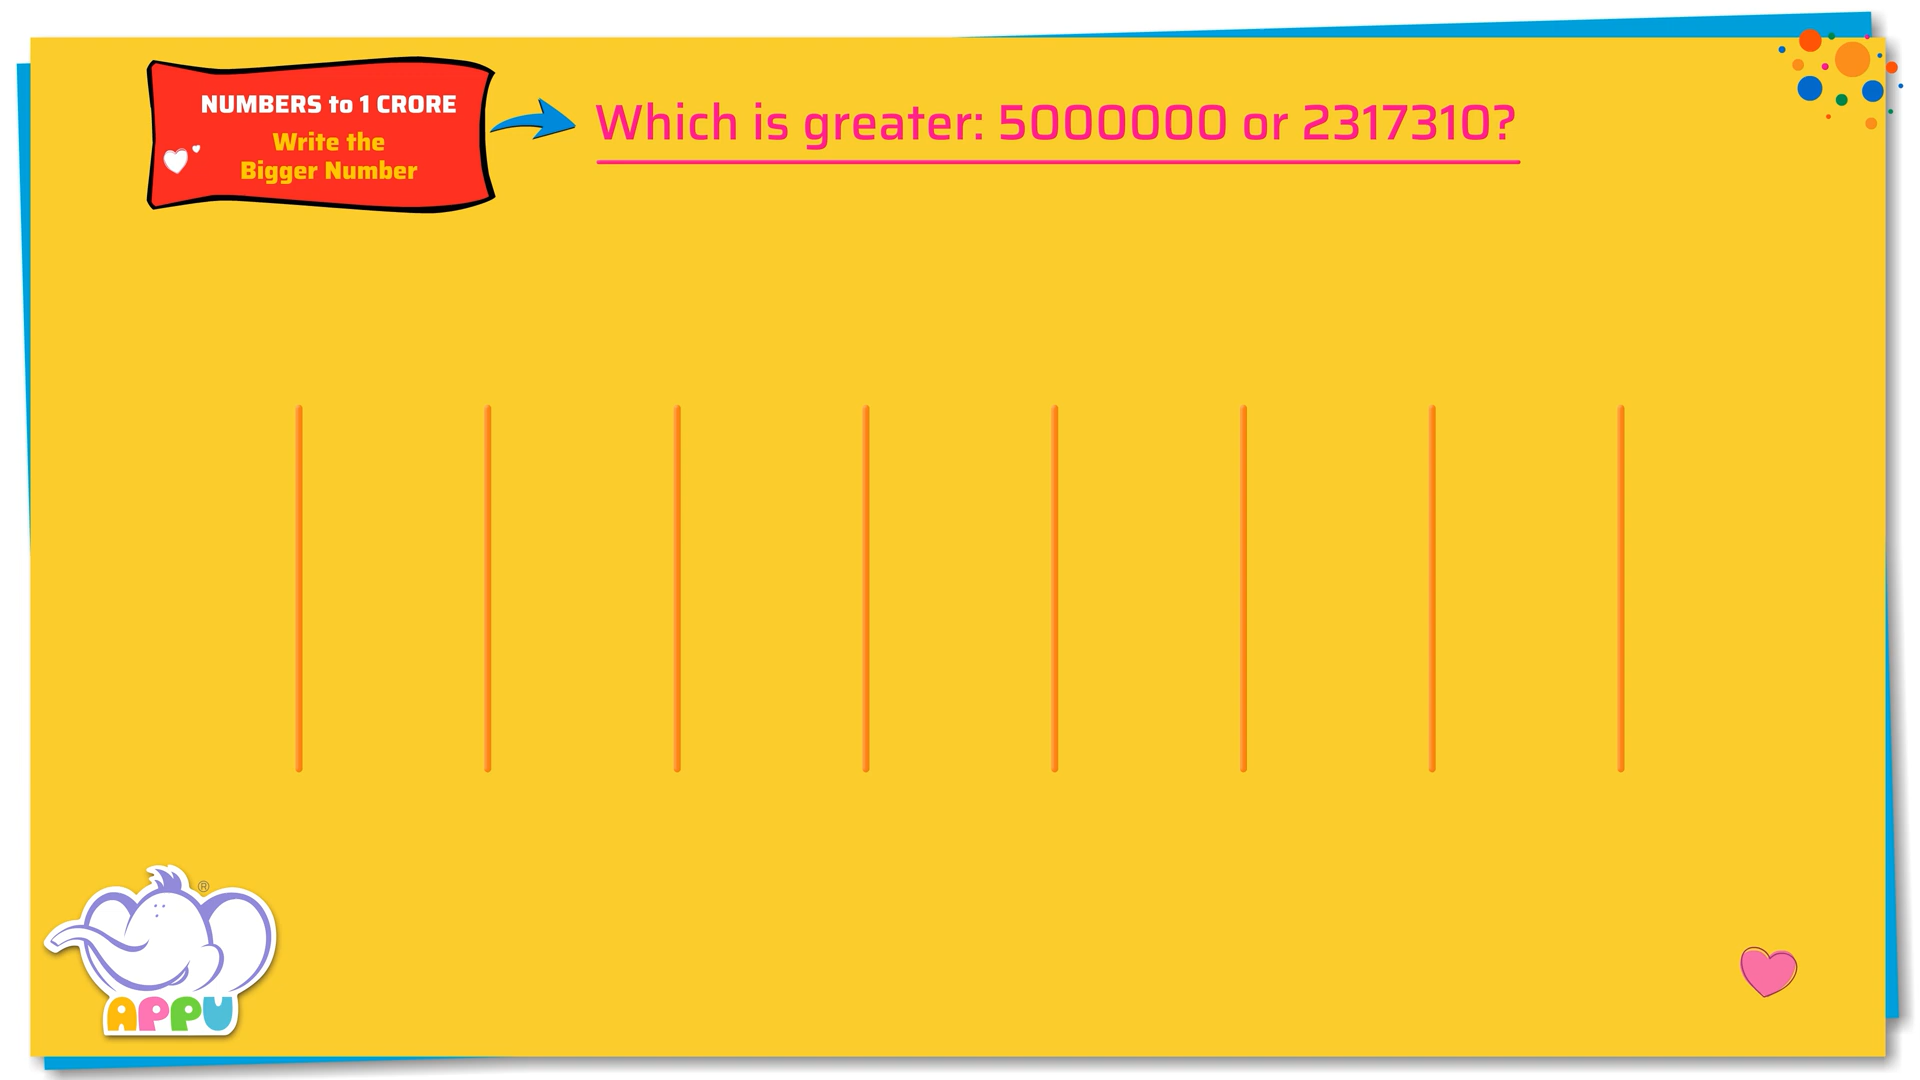 NUMBERS to 1 CRORE
Write the
Bigger Number
Which is greater: 5000000 or 2317310?
®
APPU